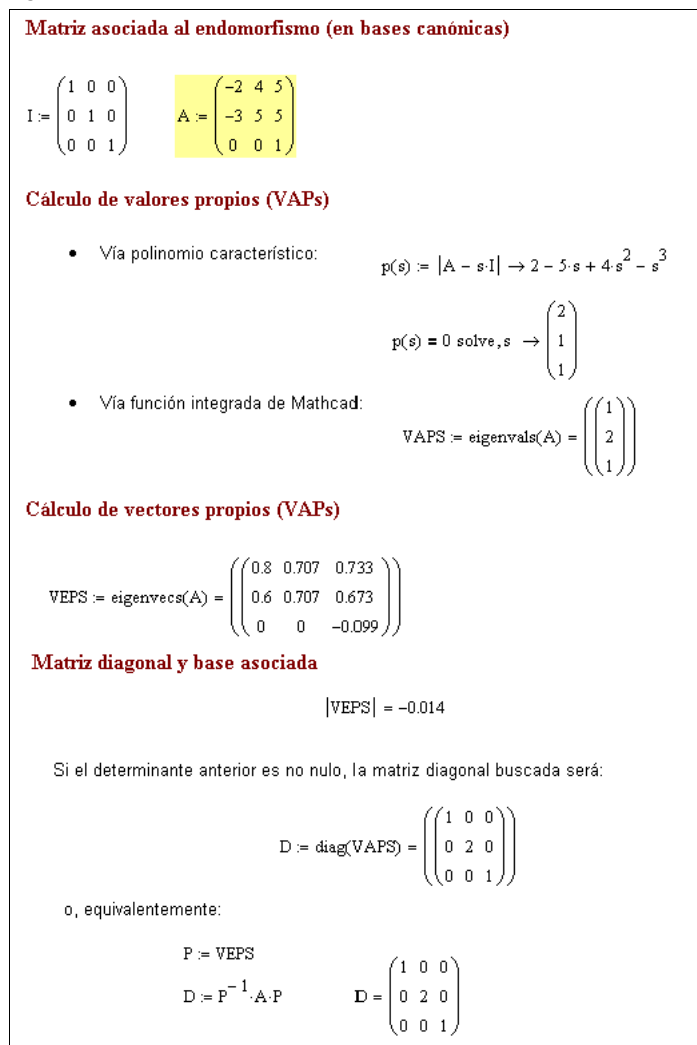 Matriz asociada al endomorfismo (en bases canónicas)
I := (1 0 0; 0 1 0; 0 0 1) A := (-2 4 5; -3 5 5; 0 0 1)
Cálculo de valores propios (VAPs)
• Vía polinomio característico: p(s) := |A - s·I| → 2 - 5·s + 4·s^2 - s^3
p(s) = 0 solve,s → (2; 1; 1)
• Vía función integrada de Mathcad:
VAPS := eigenvals(A) = ((1; 2; 1))
Cálculo de vectores propios (VAPs)
VEPS := eigenvecs(A) = ((0.8 0.707 0.733; 0.6 0.707 0.673; 0 0 -0.099))
Matriz diagonal y base asociada
|VEPS| = -0.014
Si el determinante anterior es no nulo, la matriz diagonal buscada será:
D := diag(VAPS) = ((1 0 0; 0 2 0; 0 0 1))
o, equivalentemente:
P := VEPS
D := P^-1·A·P D = (1 0 0; 0 2 0; 0 0 1)